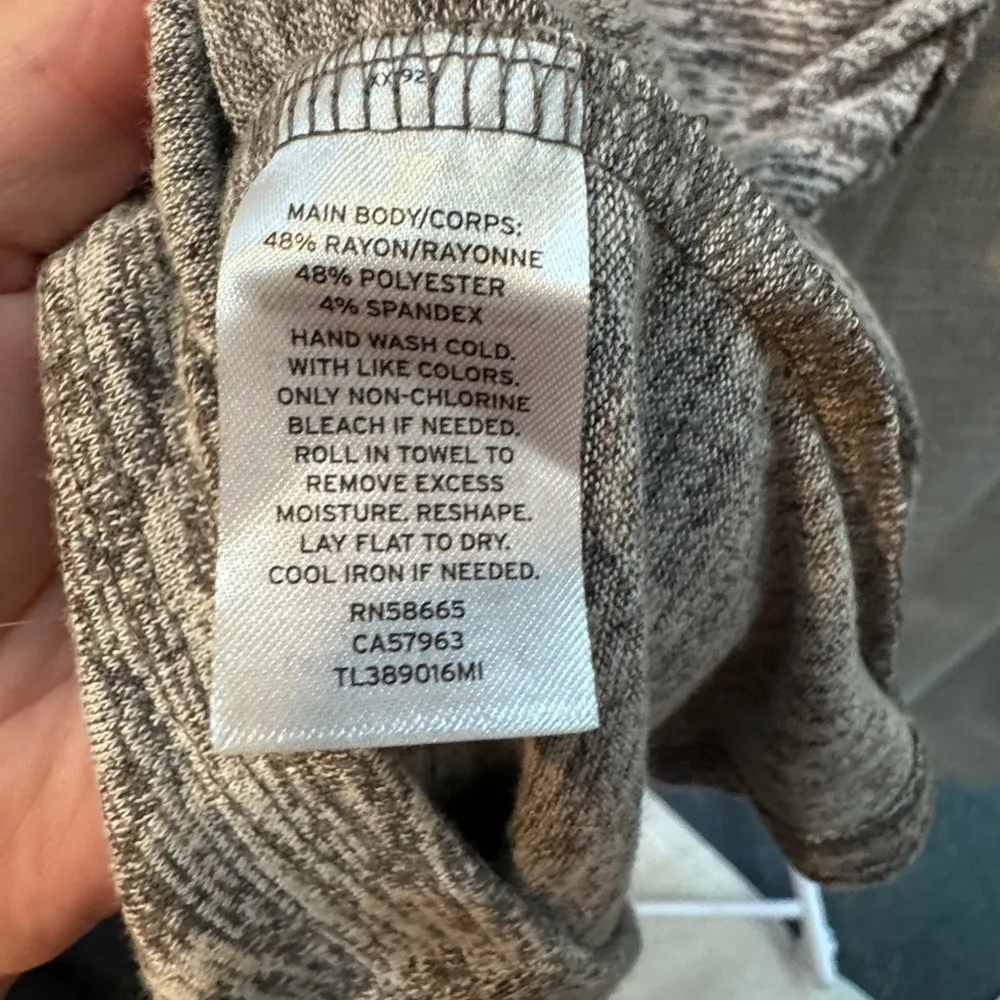 MAIN BODY/CORPS:
48% RAYON/RAYONNE
48% POLYESTER
4% SPANDEX
HAND WASH COLD.
WITH LIKE COLORS.
ONLY NON-CHLORINE
BLEACH IF NEEDED.
ROLL IN TOWEL TO
REMOVE EXCESS
MOISTURE. RESHAPE.
LAY FLAT TO DRY.
COOL IRON IF NEEDED.
RN58665
CA57963
TL389016MI